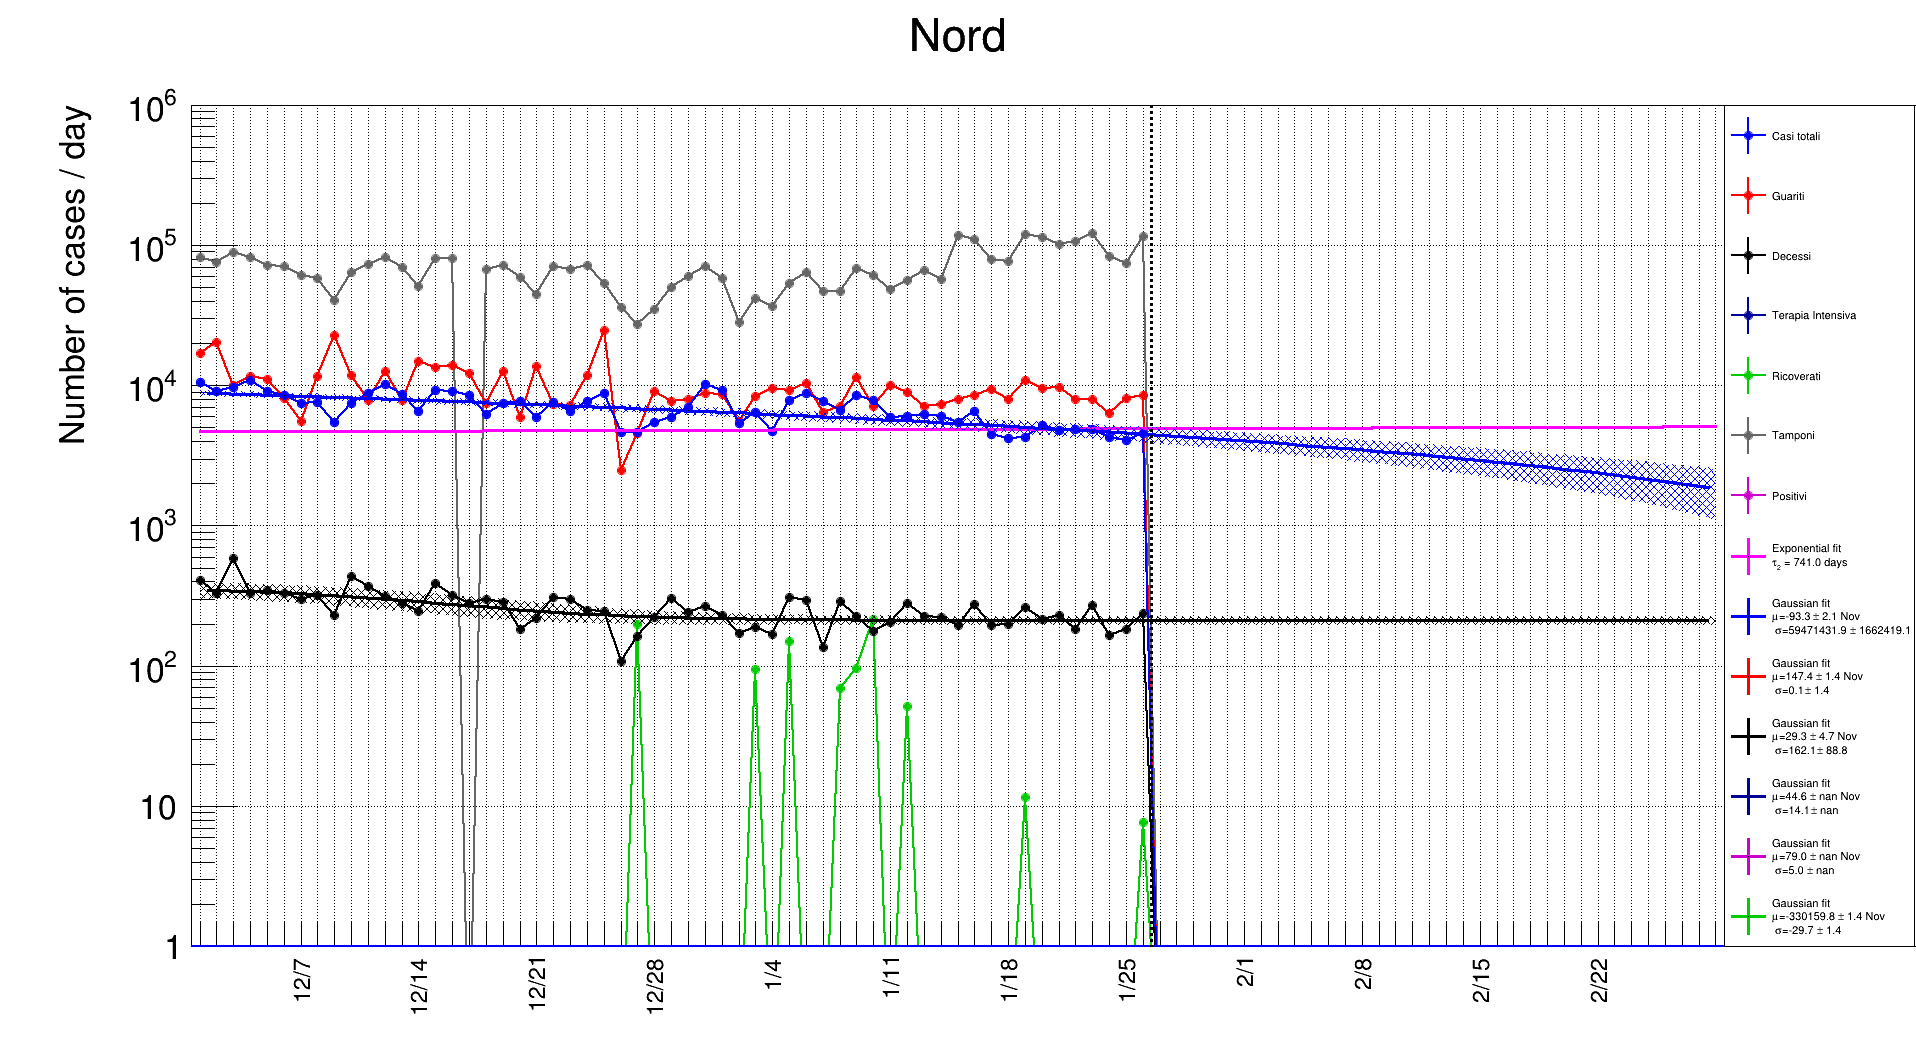 Nord
Number of cases / day
10^6
10^5
10^4
10^3
10^2
10
1
12/7
12/14
12/21
12/28
1/4
1/11
1/18
1/25
2/1
2/8
2/15
2/22
Casi totali
Guariti
Decessi
Terapia Intensiva
Ricoverati
Tamponi
Positivi
Exponential fit
τ₂ = 741.0 days
Gaussian fit
μ=-93.3 ± 2.1 Nov
σ=59471431.9 ± 1662419.1
Gaussian fit
μ=147.4 ± 1.4 Nov
σ=0.1 ± 1.4
Gaussian fit
μ=29.3 ± 4.7 Nov
σ=162.1 ± 88.8
Gaussian fit
μ=44.6 ± nan Nov
σ=14.1 ± nan
Gaussian fit
μ=79.0 ± nan Nov
σ=5.0 ± nan
Gaussian fit
μ=-330159.8 ± 1.4 Nov
σ=-29.7 ± 1.4